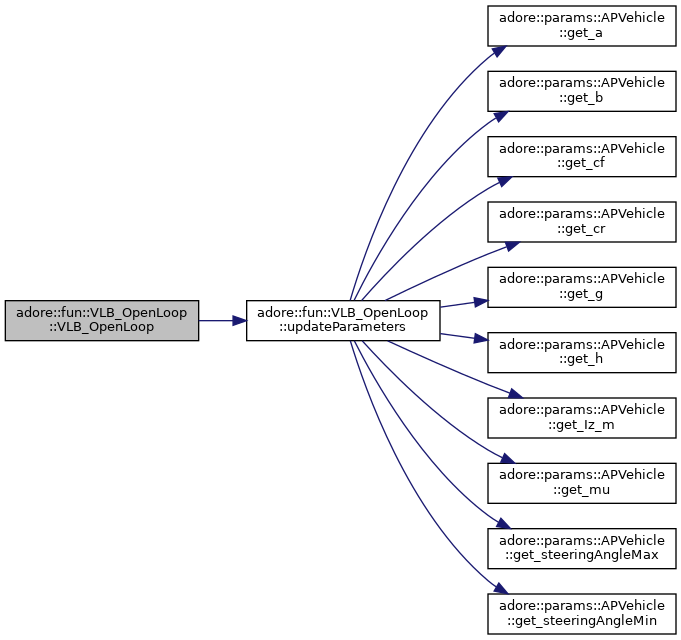 adore::fun::VLB_OpenLoop
::VLB_OpenLoop
adore::fun::VLB_OpenLoop
::updateParameters
adore::params::APVehicle
::get_a
adore::params::APVehicle
::get_b
adore::params::APVehicle
::get_cf
adore::params::APVehicle
::get_cr
adore::params::APVehicle
::get_g
adore::params::APVehicle
::get_h
adore::params::APVehicle
::get_Iz_m
adore::params::APVehicle
::get_mu
adore::params::APVehicle
::get_steeringAngleMax
adore::params::APVehicle
::get_steeringAngleMin